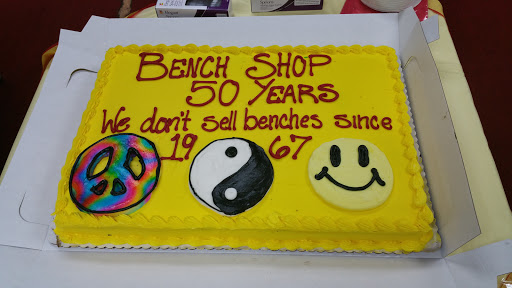 BENCH SHOP
50 YEARS
We don't sell benches since
19 67